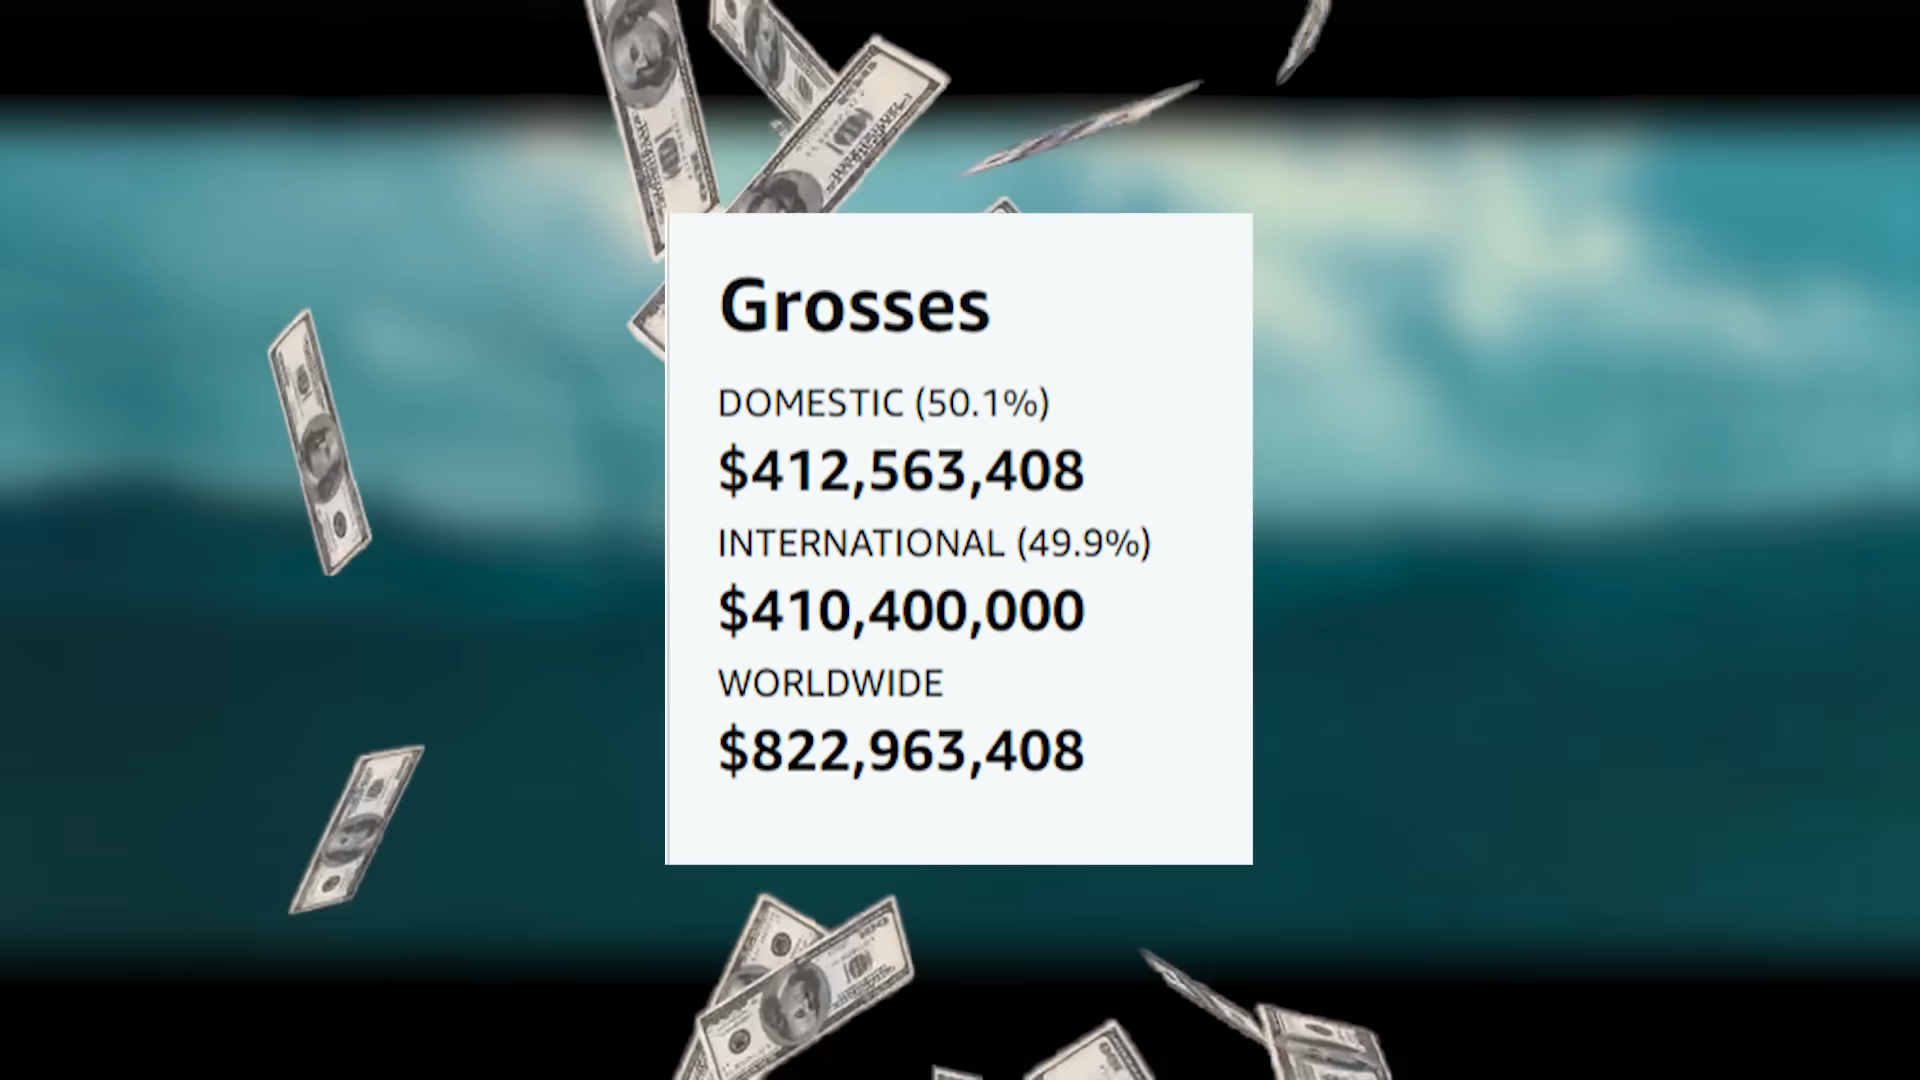 Grosses
DOMESTIC (50.1%)
$412,563,408
INTERNATIONAL (49.9%)
$410,400,000
WORLDWIDE
$822,963,408